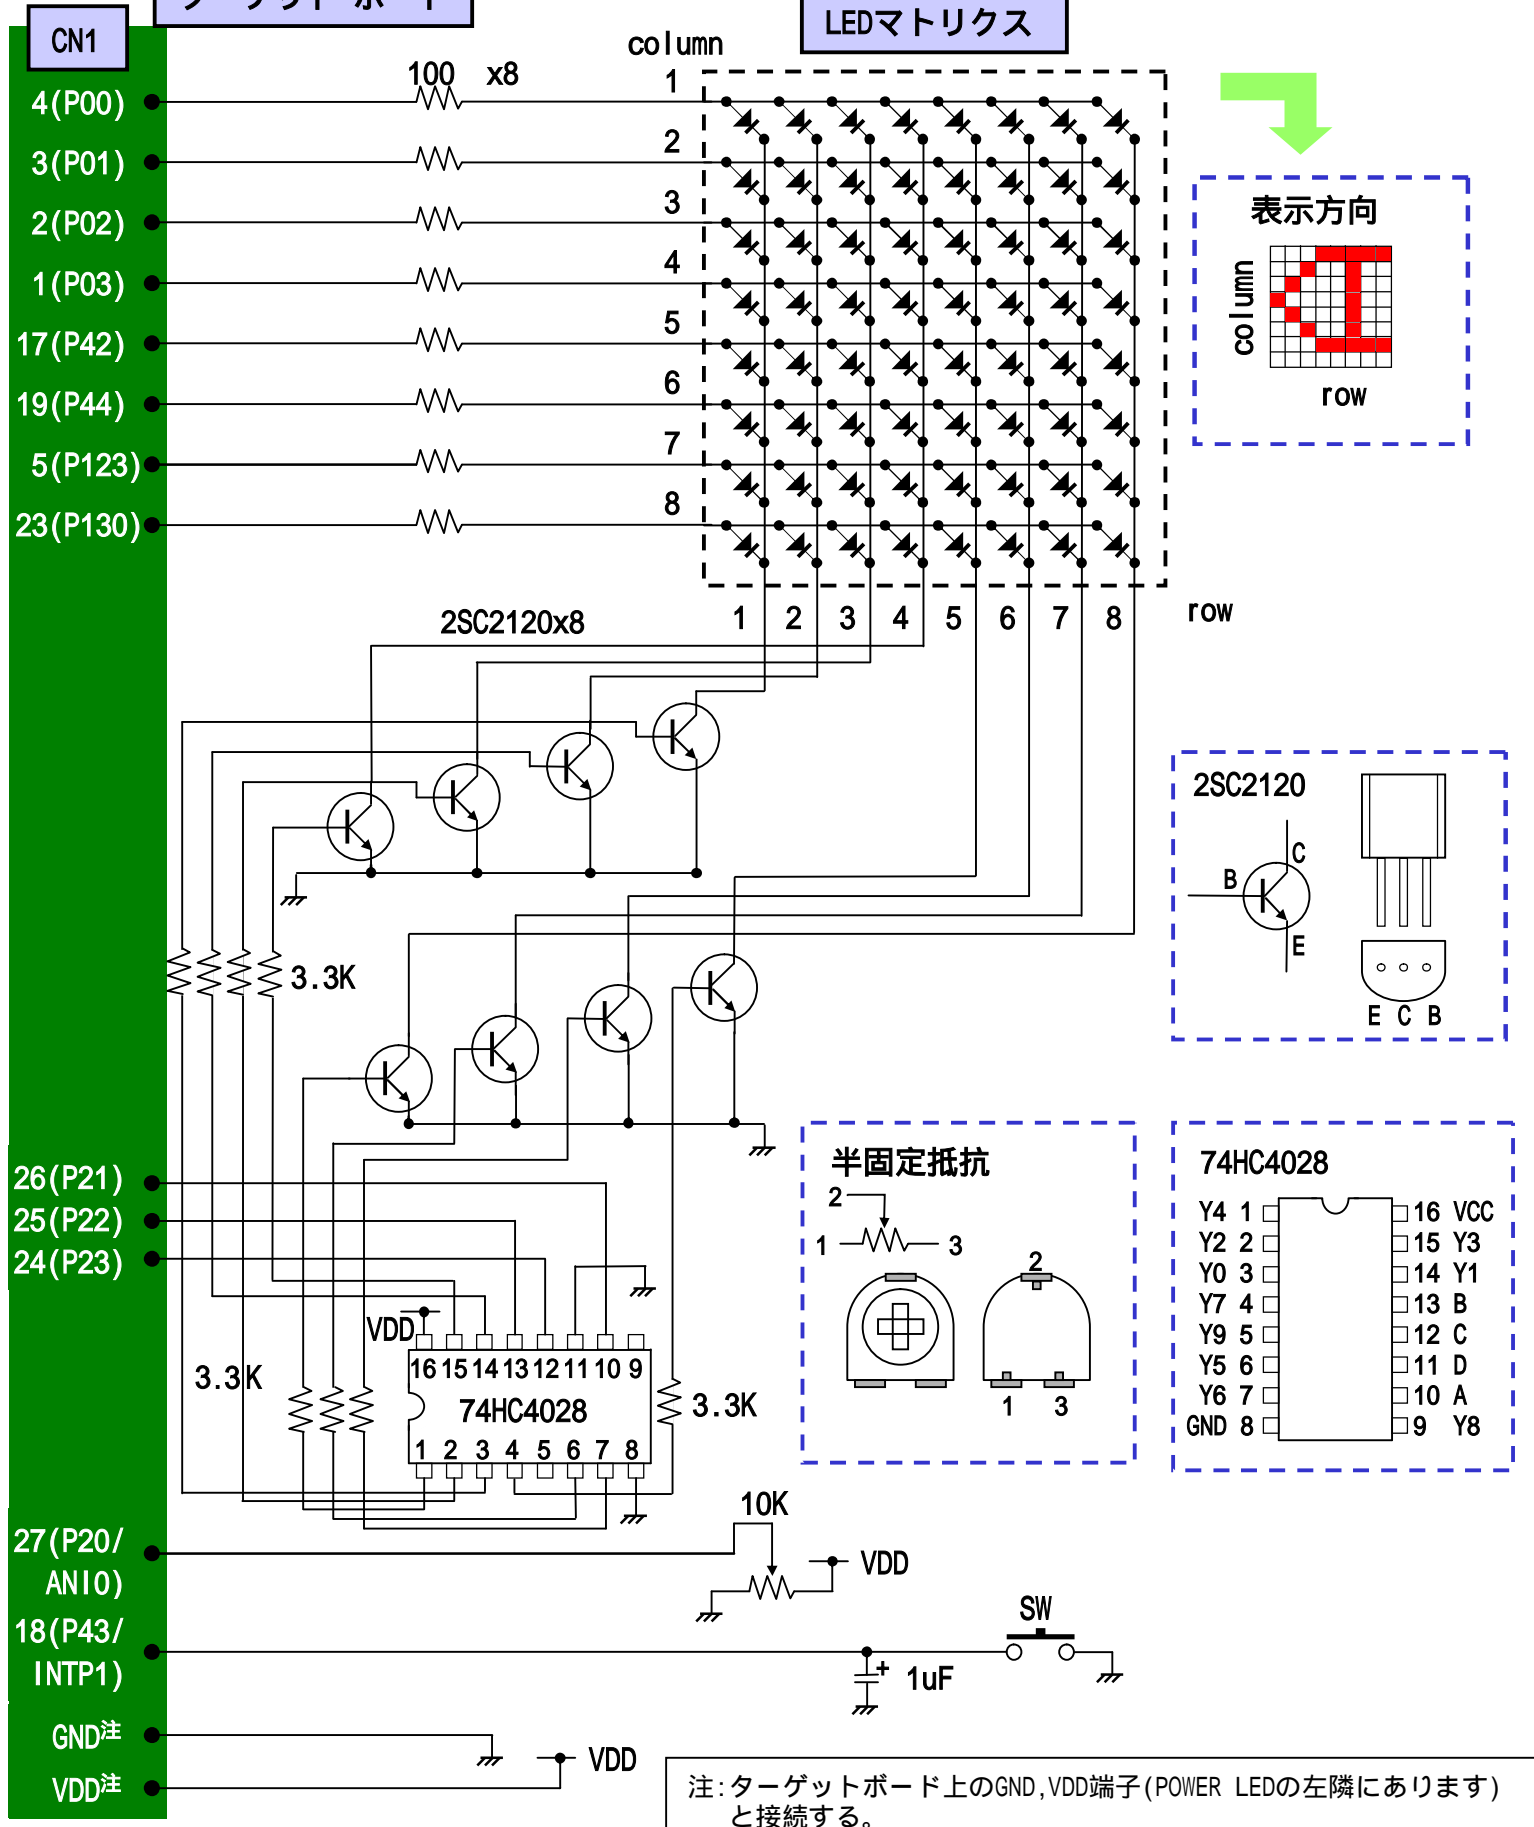 ターゲットボード
LEDマトリクス
CN1
column
100 x8
4(P00)
3(P01)
2(P02)
1(P03)
17(P42)
19(P44)
5(P123)
23(P130)
1
2
3
4
5
6
7
8
1 2 3 4 5 6 7 8
row
表示方向
column
row
2SC2120x8
2SC2120
C
B
E
E C B
3.3K
26(P21)
25(P22)
24(P23)
VDD
16 15 14 13 12 11 10 9
74HC4028
1 2 3 4 5 6 7 8
3.3K
3.3K
半固定抵抗
2
1
3
2
1 3
74HC4028
Y4 1 16 VCC
Y2 2 15 Y3
Y0 3 14 Y1
Y7 4 13 B
Y9 5 12 C
Y5 6 11 D
Y6 7 10 A
GND 8 9 Y8
10K
27(P20/
ANI0)
VDD
18(P43/
INTP1)
SW
+
1uF
GND注
VDD
VDD注
注:ターゲットボード上のGND,VDD端子(POWER LEDの左隣にあります)
と接続する。